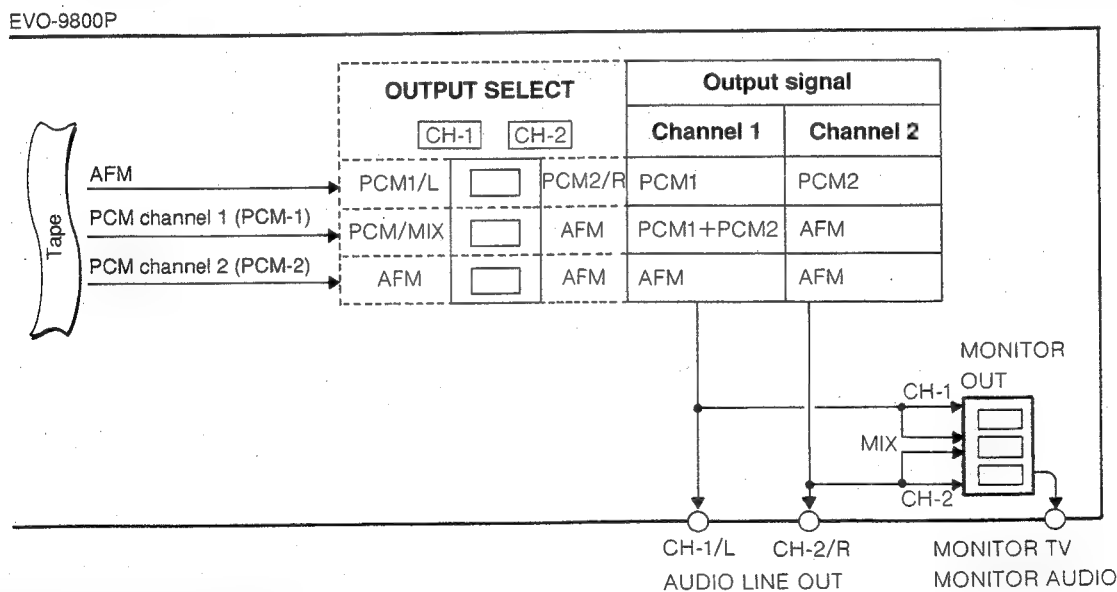 EVO-9800P
OUTPUT SELECT
Output signal
CH-1 CH-2
Channel 1 Channel 2
Tape
AFM
PCM channel 1 (PCM-1)
PCM channel 2 (PCM-2)
PCM1/L PCM2/R PCM1 PCM2
PCM/MIX AFM PCM1+PCM2 AFM
AFM AFM AFM AFM
MONITOR
OUT
CH-1
MIX
CH-2
CH-1/L CH-2/R MONITOR TV
AUDIO LINE OUT MONITOR AUDIO